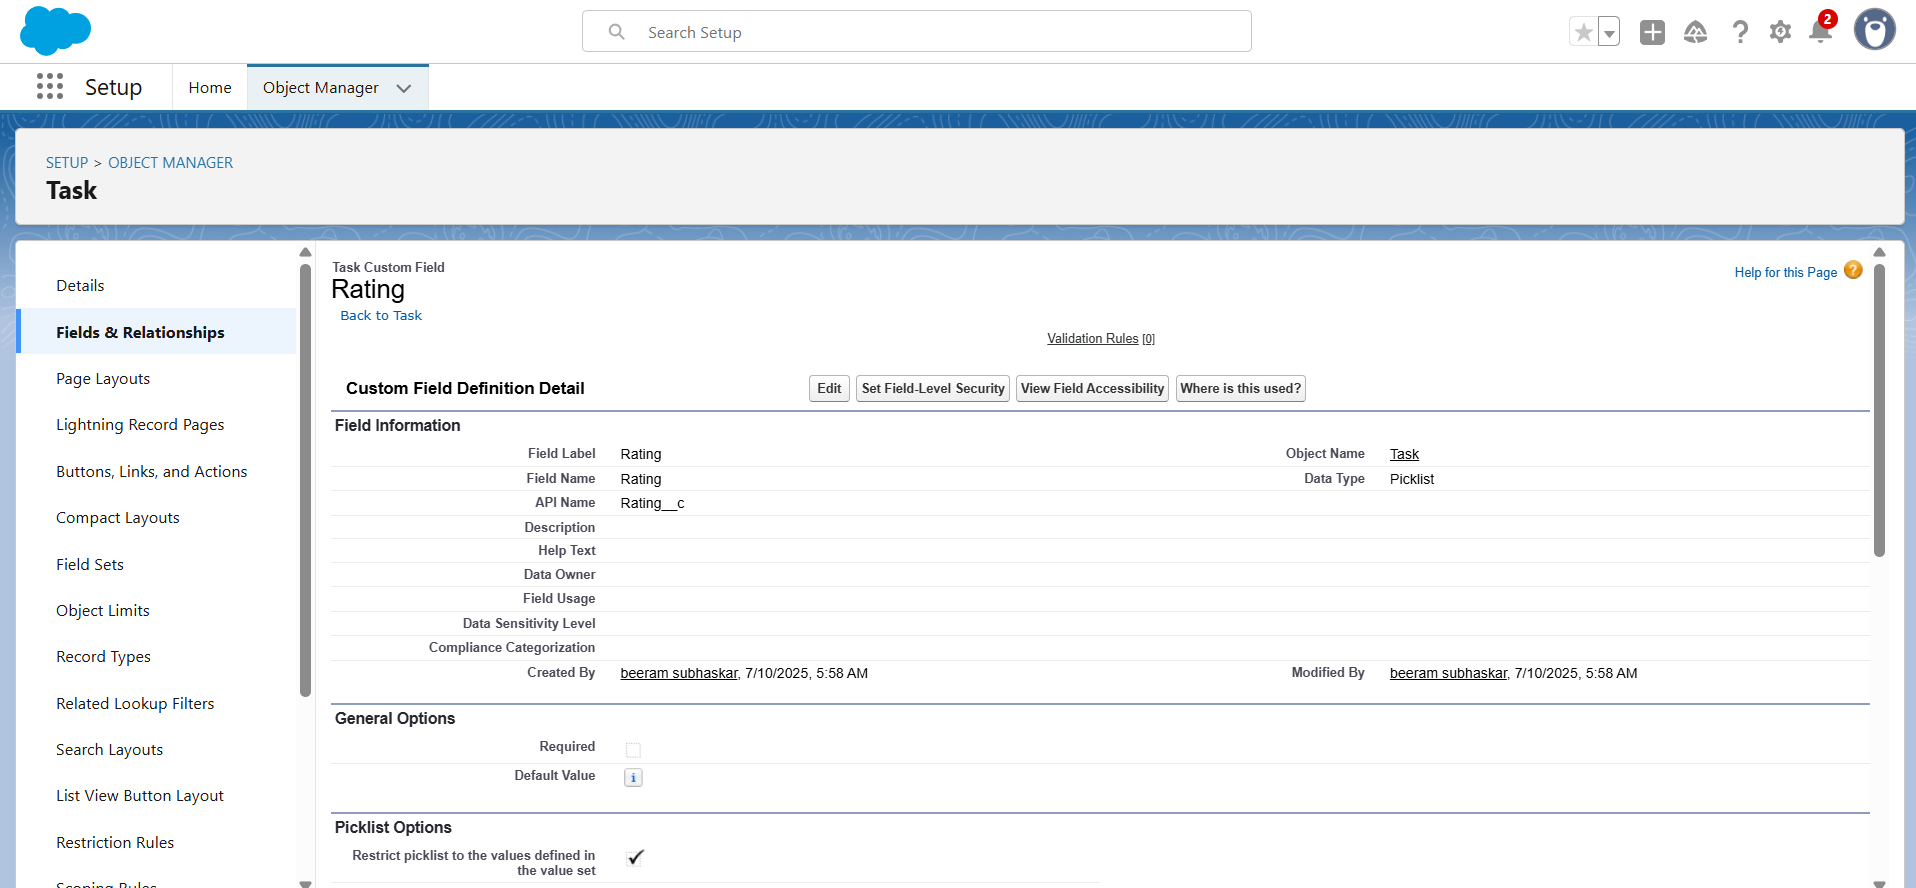 Search Setup
2
Setup
Home
Object Manager
SETUP > OBJECT MANAGER
Task
Details
Fields & Relationships
Page Layouts
Lightning Record Pages
Buttons, Links, and Actions
Compact Layouts
Field Sets
Object Limits
Record Types
Related Lookup Filters
Search Layouts
List View Button Layout
Restriction Rules
Scoping Rules
Task Custom Field
Rating
Back to Task
Help for this Page ?
Validation Rules [0]
Custom Field Definition Detail
Edit
Set Field-Level Security
View Field Accessibility
Where is this used?
Field Information
Field Label Rating
Object Name Task
Field Name Rating
Data Type Picklist
API Name Rating__c
Description
Help Text
Data Owner
Field Usage
Data Sensitivity Level
Compliance Categorization
Created By beeram subhaskar, 7/10/2025, 5:58 AM
Modified By beeram subhaskar, 7/10/2025, 5:58 AM
General Options
Required
Default Value i
Picklist Options
Restrict picklist to the values defined in
the value set